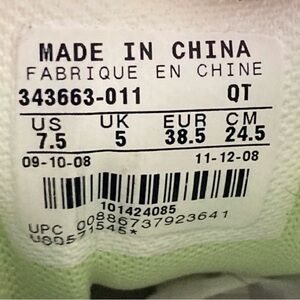 MADE IN CHINA
FABRIQUE EN CHINE
343663-011 QT
US UK EUR CM
7.5 5 38.5 24.5
09-10-08 11-12-08
101424085
UPC 00886737923641
USO571545*